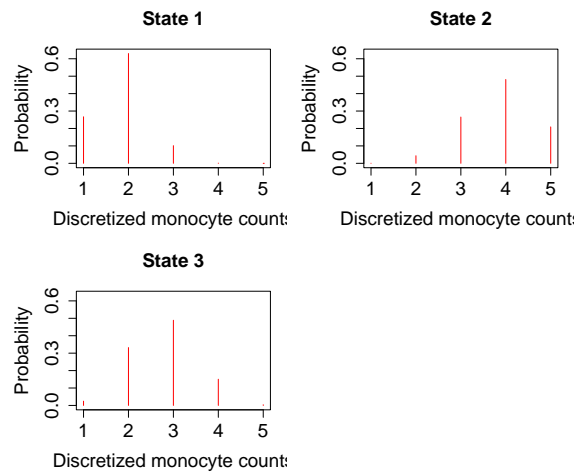 State 1
Probability
0.0 0.3 0.6
1 2 3 4 5
Discretized monocyte counts
State 2
Probability
0.0 0.3 0.6
1 2 3 4 5
Discretized monocyte counts
State 3
Probability
0.0 0.3 0.6
1 2 3 4 5
Discretized monocyte counts